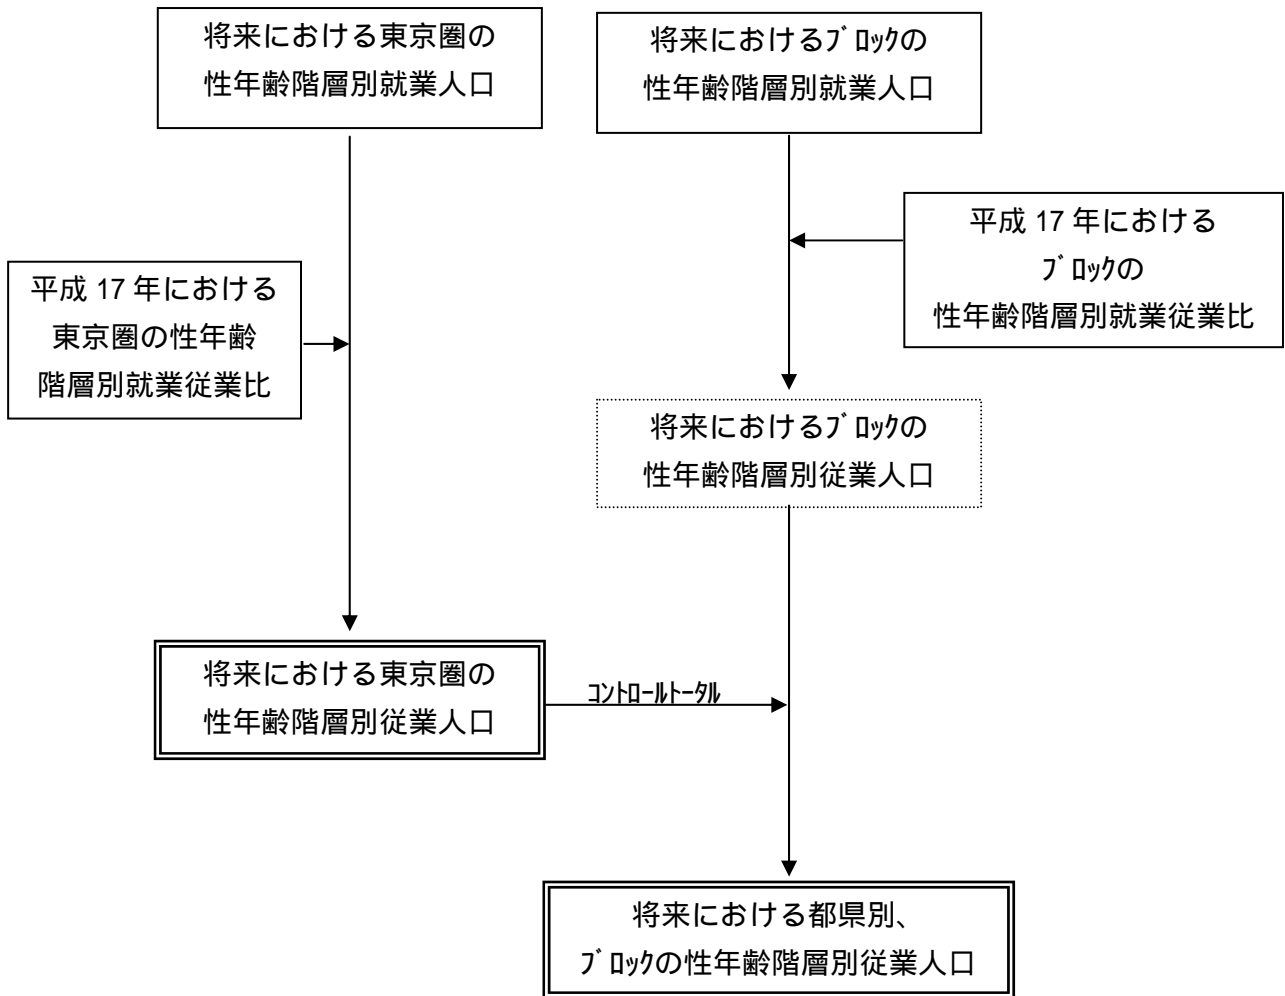 将来における東京圏の
性年齢階層別就業人口
将来におけるﾌﾞﾛｯｸの
性年齢階層別就業人口
平成 17 年における
ﾌﾞﾛｯｸの
性年齢階層別就業従業比
平成 17 年における
東京圏の性年齢
階層別就業従業比
将来におけるﾌﾞﾛｯｸの
性年齢階層別従業人口
将来における東京圏の
性年齢階層別従業人口
ｺﾝﾄﾛｰﾙﾄｰﾀﾙ
将来における都県別、
ﾌﾞﾛｯｸの性年齢階層別従業人口